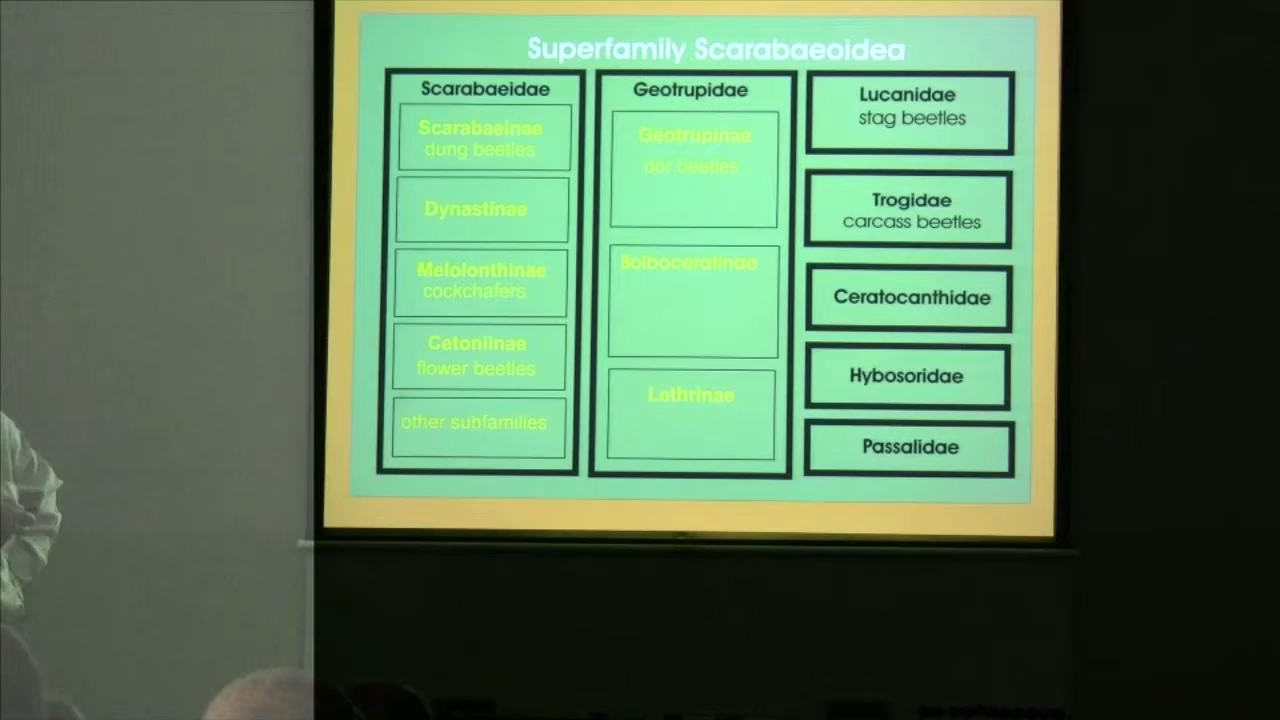 Superfamily Scarabaeoidea
Scarabaeidae
Scarabaeinae
dung beetles
Dynastinae
Melolonthinae
cockchafers
Cetoniinae
flower beetles
other subfamilies
Geotrupidae
Geotrupinae
dor beetles
Bolboceratinae
Lethrinae
Lucanidae
stag beetles
Trogidae
carcass beetles
Ceratocanthidae
Hybosoridae
Passalidae